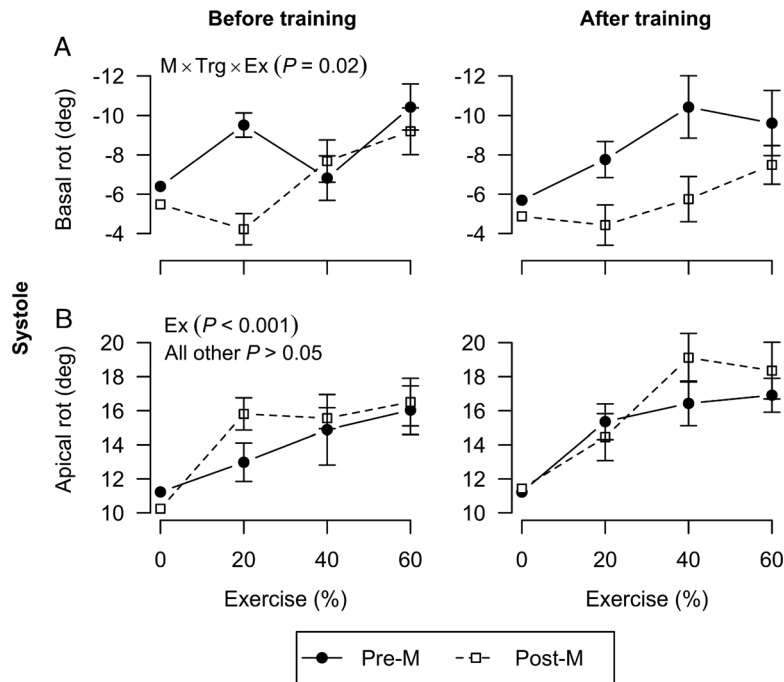 Before training
After training
A
M × Trg × Ex (P = 0.02)
-12
-10
-8
-6
-4
Basal rot (deg)
-12
-10
-8
-6
-4
Systole
B
Ex (P < 0.001)
All other P > 0.05
20
18
16
14
12
10
Apical rot (deg)
0
20
40
60
Exercise (%)
20
18
16
14
12
10
0
20
40
60
Exercise (%)
Pre-M
Post-M